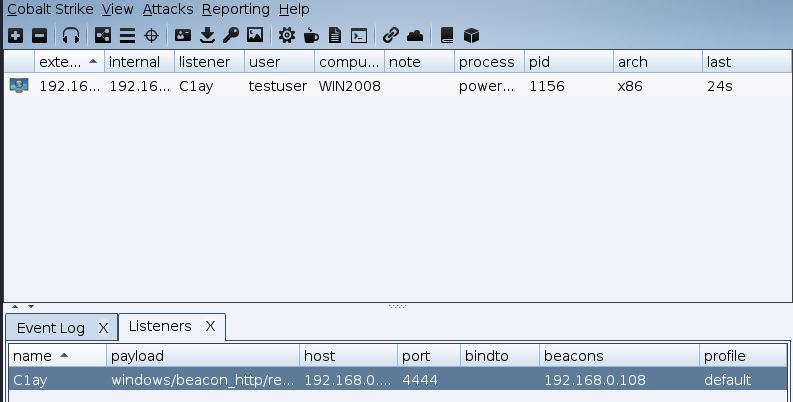 Cobalt Strike View Attacks Reporting Help
exte... internal listener user compu... note process pid arch last
192.16... 192.16... C1ay testuser WIN2008 power... 1156 x86 24s
Event Log X Listeners X
name payload host port bindto beacons profile
C1ay windows/beacon_http/re... 192.168.0.... 4444 192.168.0.108 default